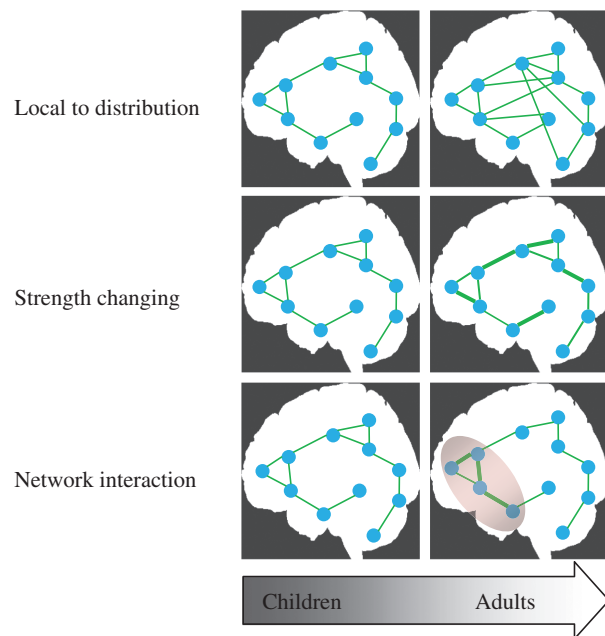 Local to distribution
Strength changing
Network interaction
Children Adults